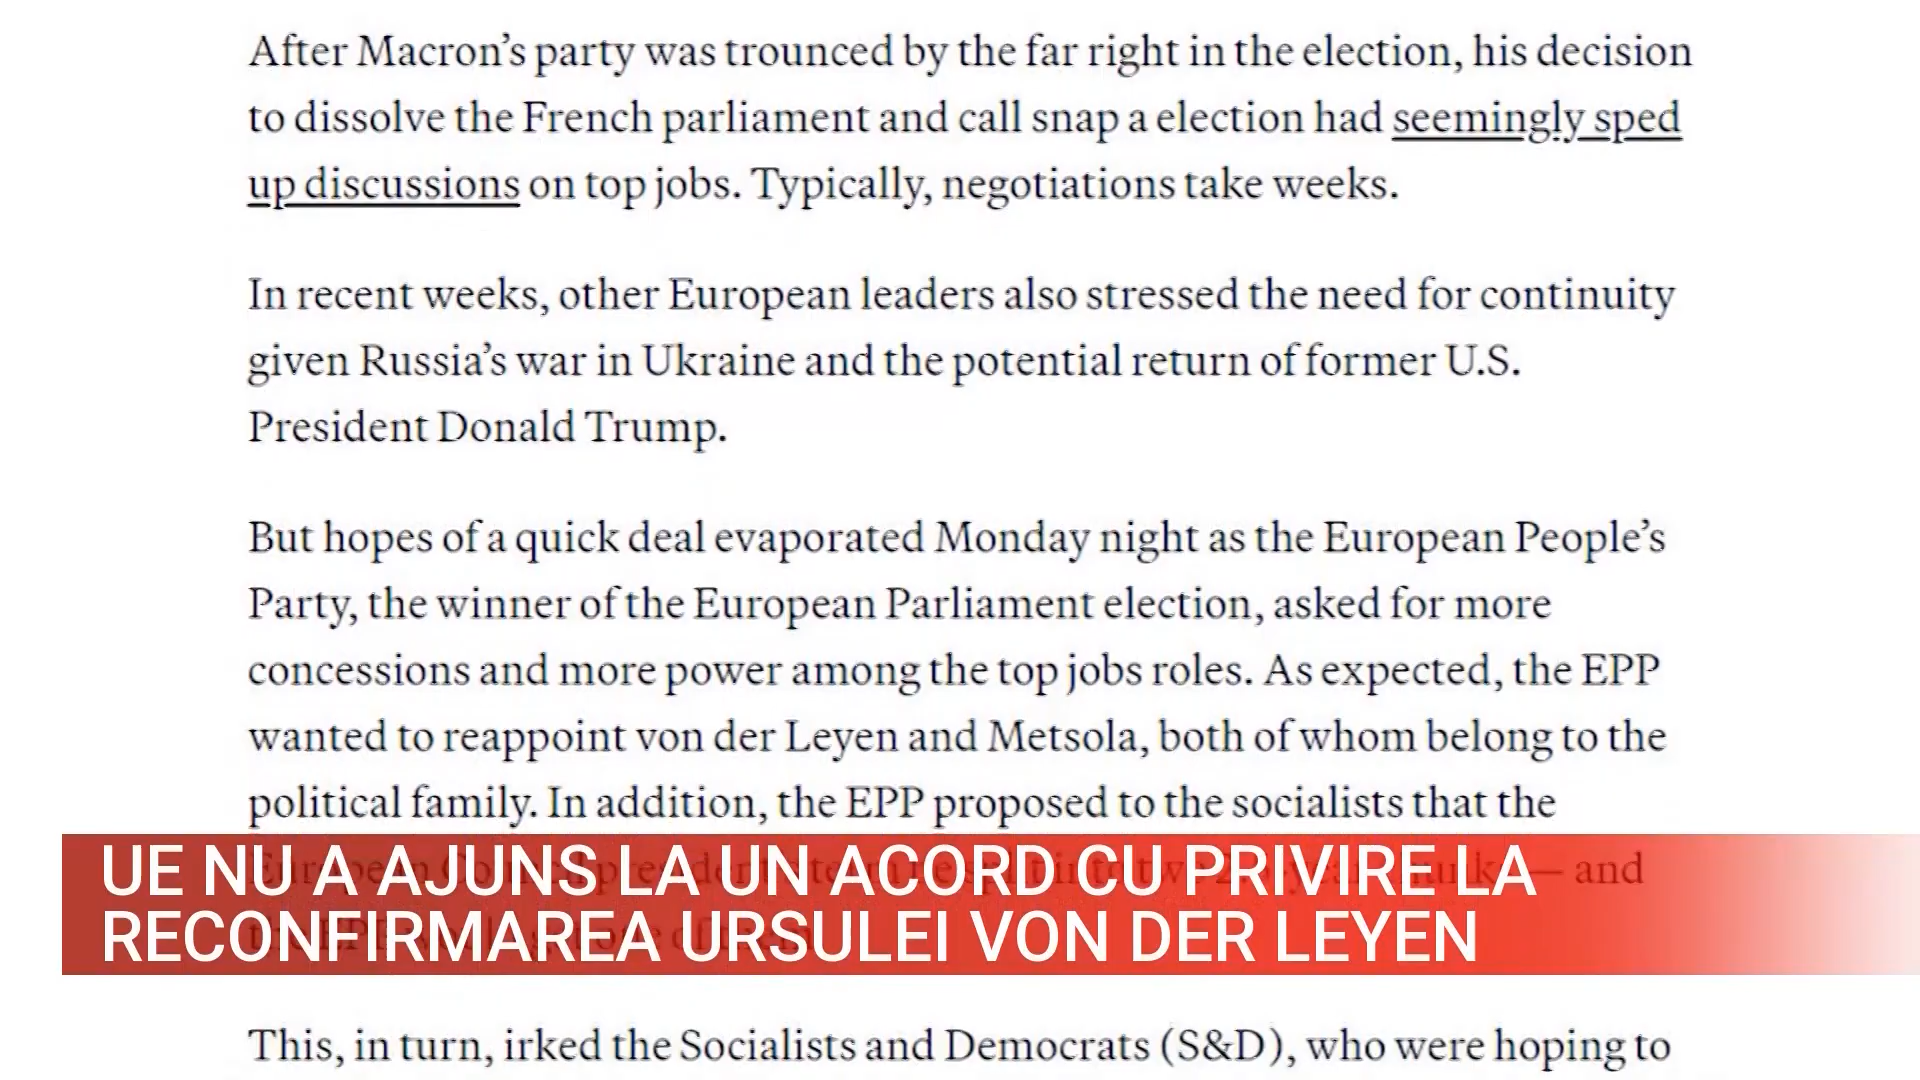 After Macron’s party was trounced by the far right in the election, his decision
to dissolve the French parliament and call snap a election had seemingly sped
up discussions on top jobs. Typically, negotiations take weeks.
In recent weeks, other European leaders also stressed the need for continuity
given Russia’s war in Ukraine and the potential return of former U.S.
President Donald Trump.
But hopes of a quick deal evaporated Monday night as the European People’s
Party, the winner of the European Parliament election, asked for more
concessions and more power among the top jobs roles. As expected, the EPP
wanted to reappoint von der Leyen and Metsola, both of whom belong to the
political family. In addition, the EPP proposed to the socialists that the
— and
UE NU A AJUNS LA UN ACORD CU PRIVIRE LA
RECONFIRMAREA URSULEI VON DER LEYEN
This, in turn, irked the Socialists and Democrats (S&D), who were hoping to